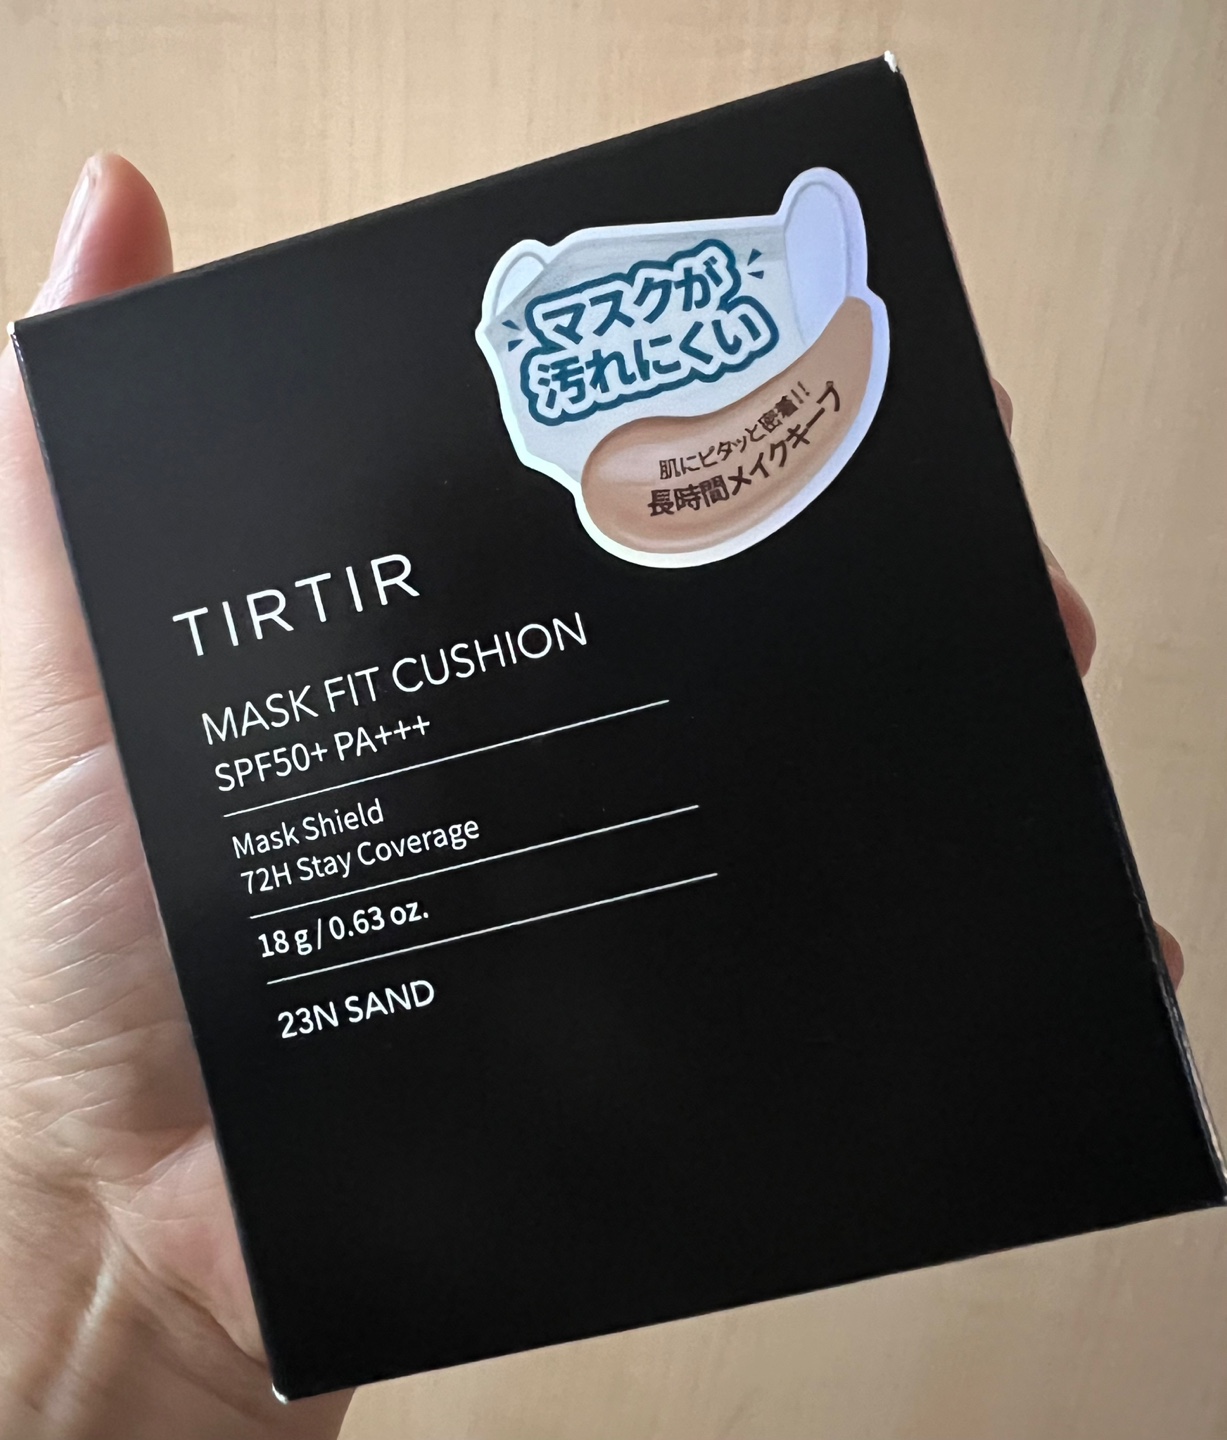 マスクが
汚れにくい
肌にピタッと密着!!
長時間メイクキープ
TIRTIR
MASK FIT CUSHION
SPF50+ PA+++
Mask Shield
72H Stay Coverage
18 g / 0.63 oz.
23N SAND